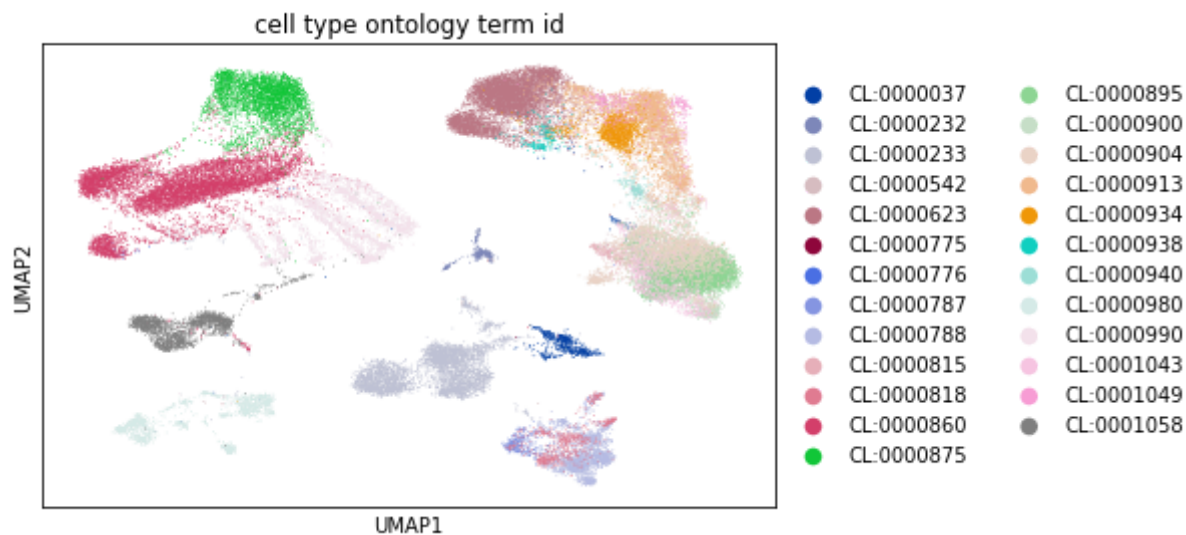 cell type ontology term id
UMAP2
UMAP1
CL:0000037
CL:0000232
CL:0000233
CL:0000542
CL:0000623
CL:0000775
CL:0000776
CL:0000787
CL:0000788
CL:0000815
CL:0000818
CL:0000860
CL:0000875
CL:0000895
CL:0000900
CL:0000904
CL:0000913
CL:0000934
CL:0000938
CL:0000940
CL:0000980
CL:0000990
CL:0001043
CL:0001049
CL:0001058